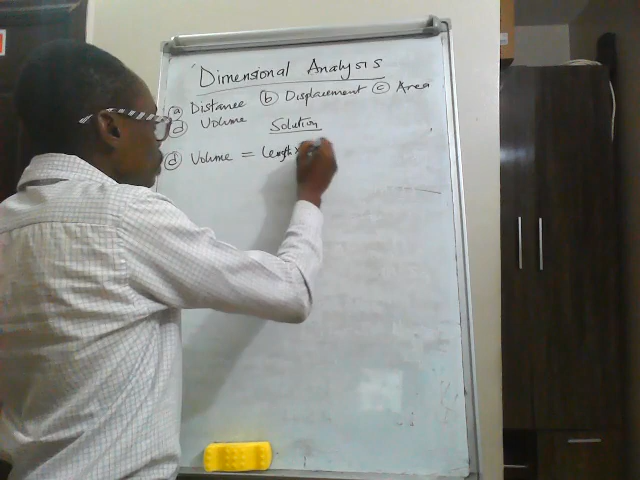 Dimensional Analysis
(a) Distance (b) Displacement (c) Area
(d) Volume
Solution
(d) Volume = Length ×